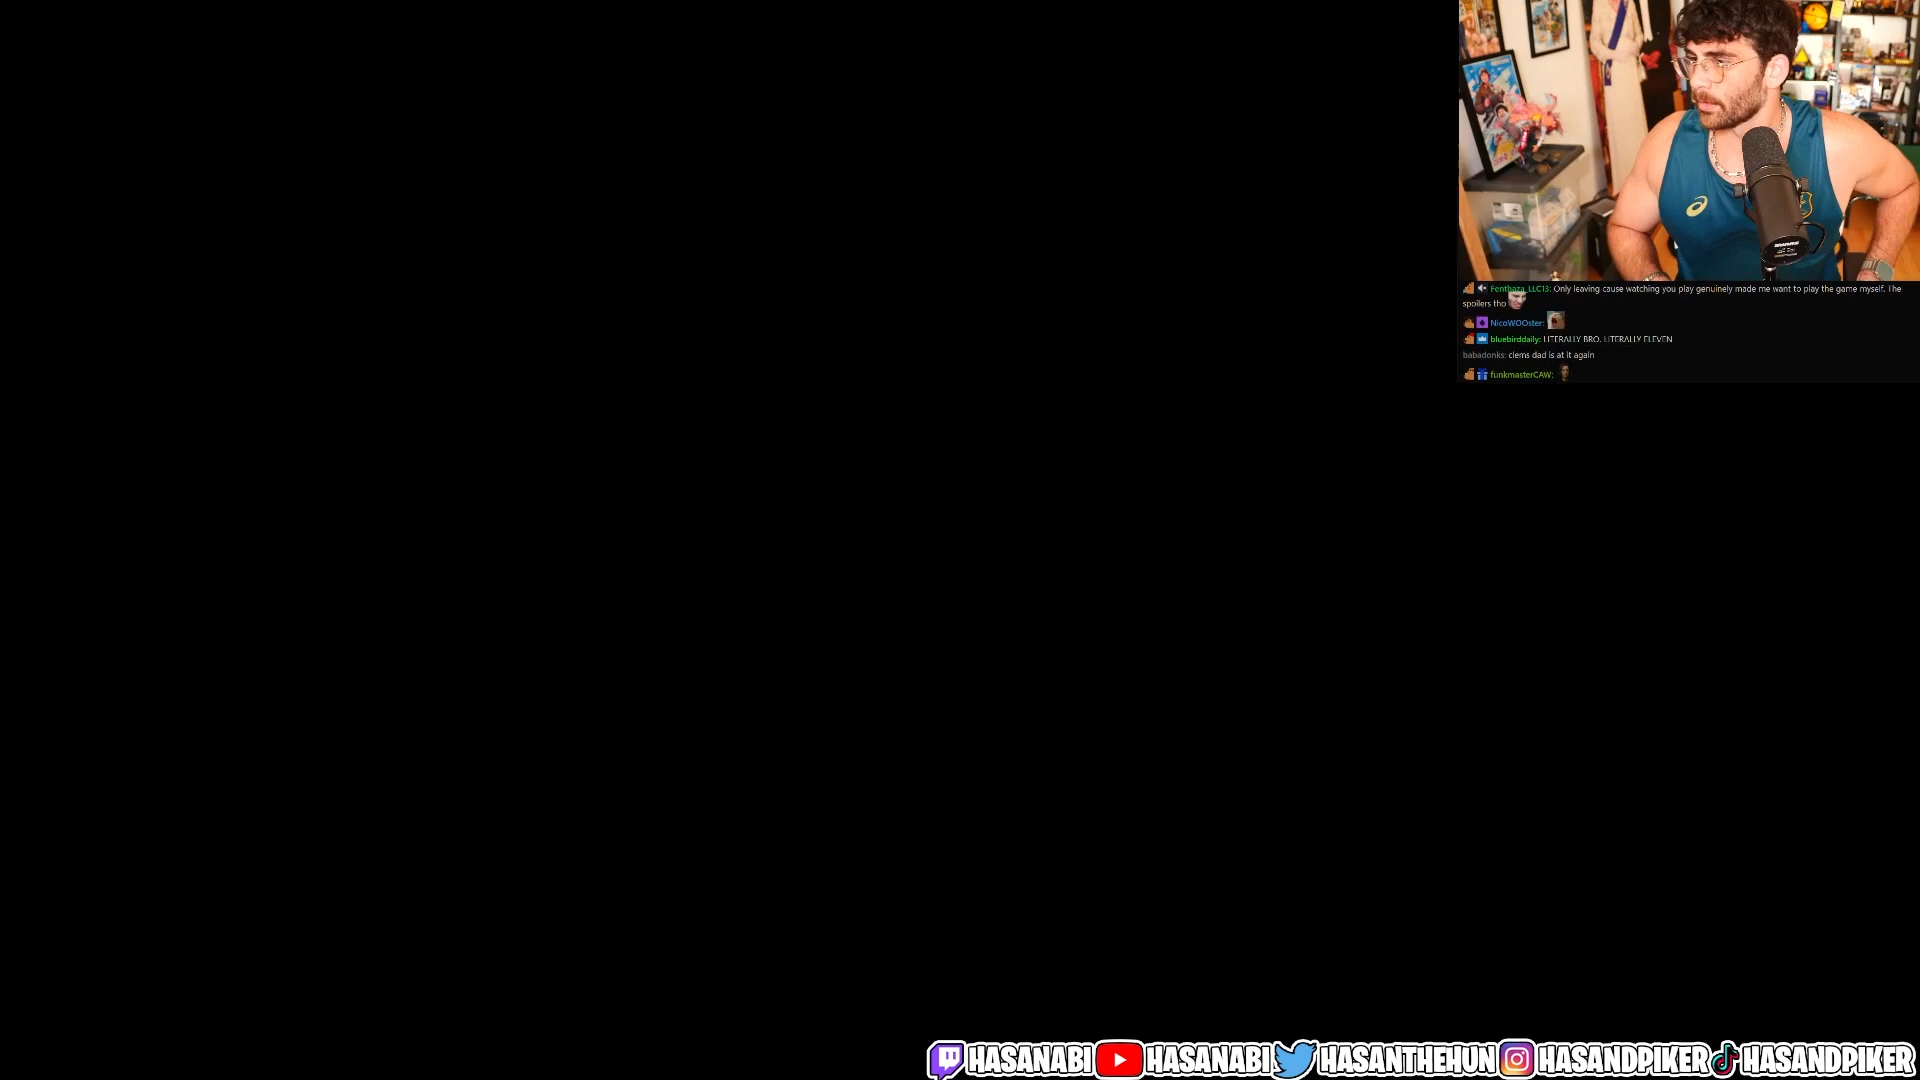 Fenthaza_LLC13: Only leaving cause watching you play genuinely made me want to play the game myself. The
spoilers tho
NicoWOOster:
bluebirddaily: LITERALLY BRO. LITERALLY ELEVEN
babadonks: clems dad is at it again
funkmasterCAW:
HASANABI HASANABI HASANTHEHUN HASANDPIKER HASANDPIKER